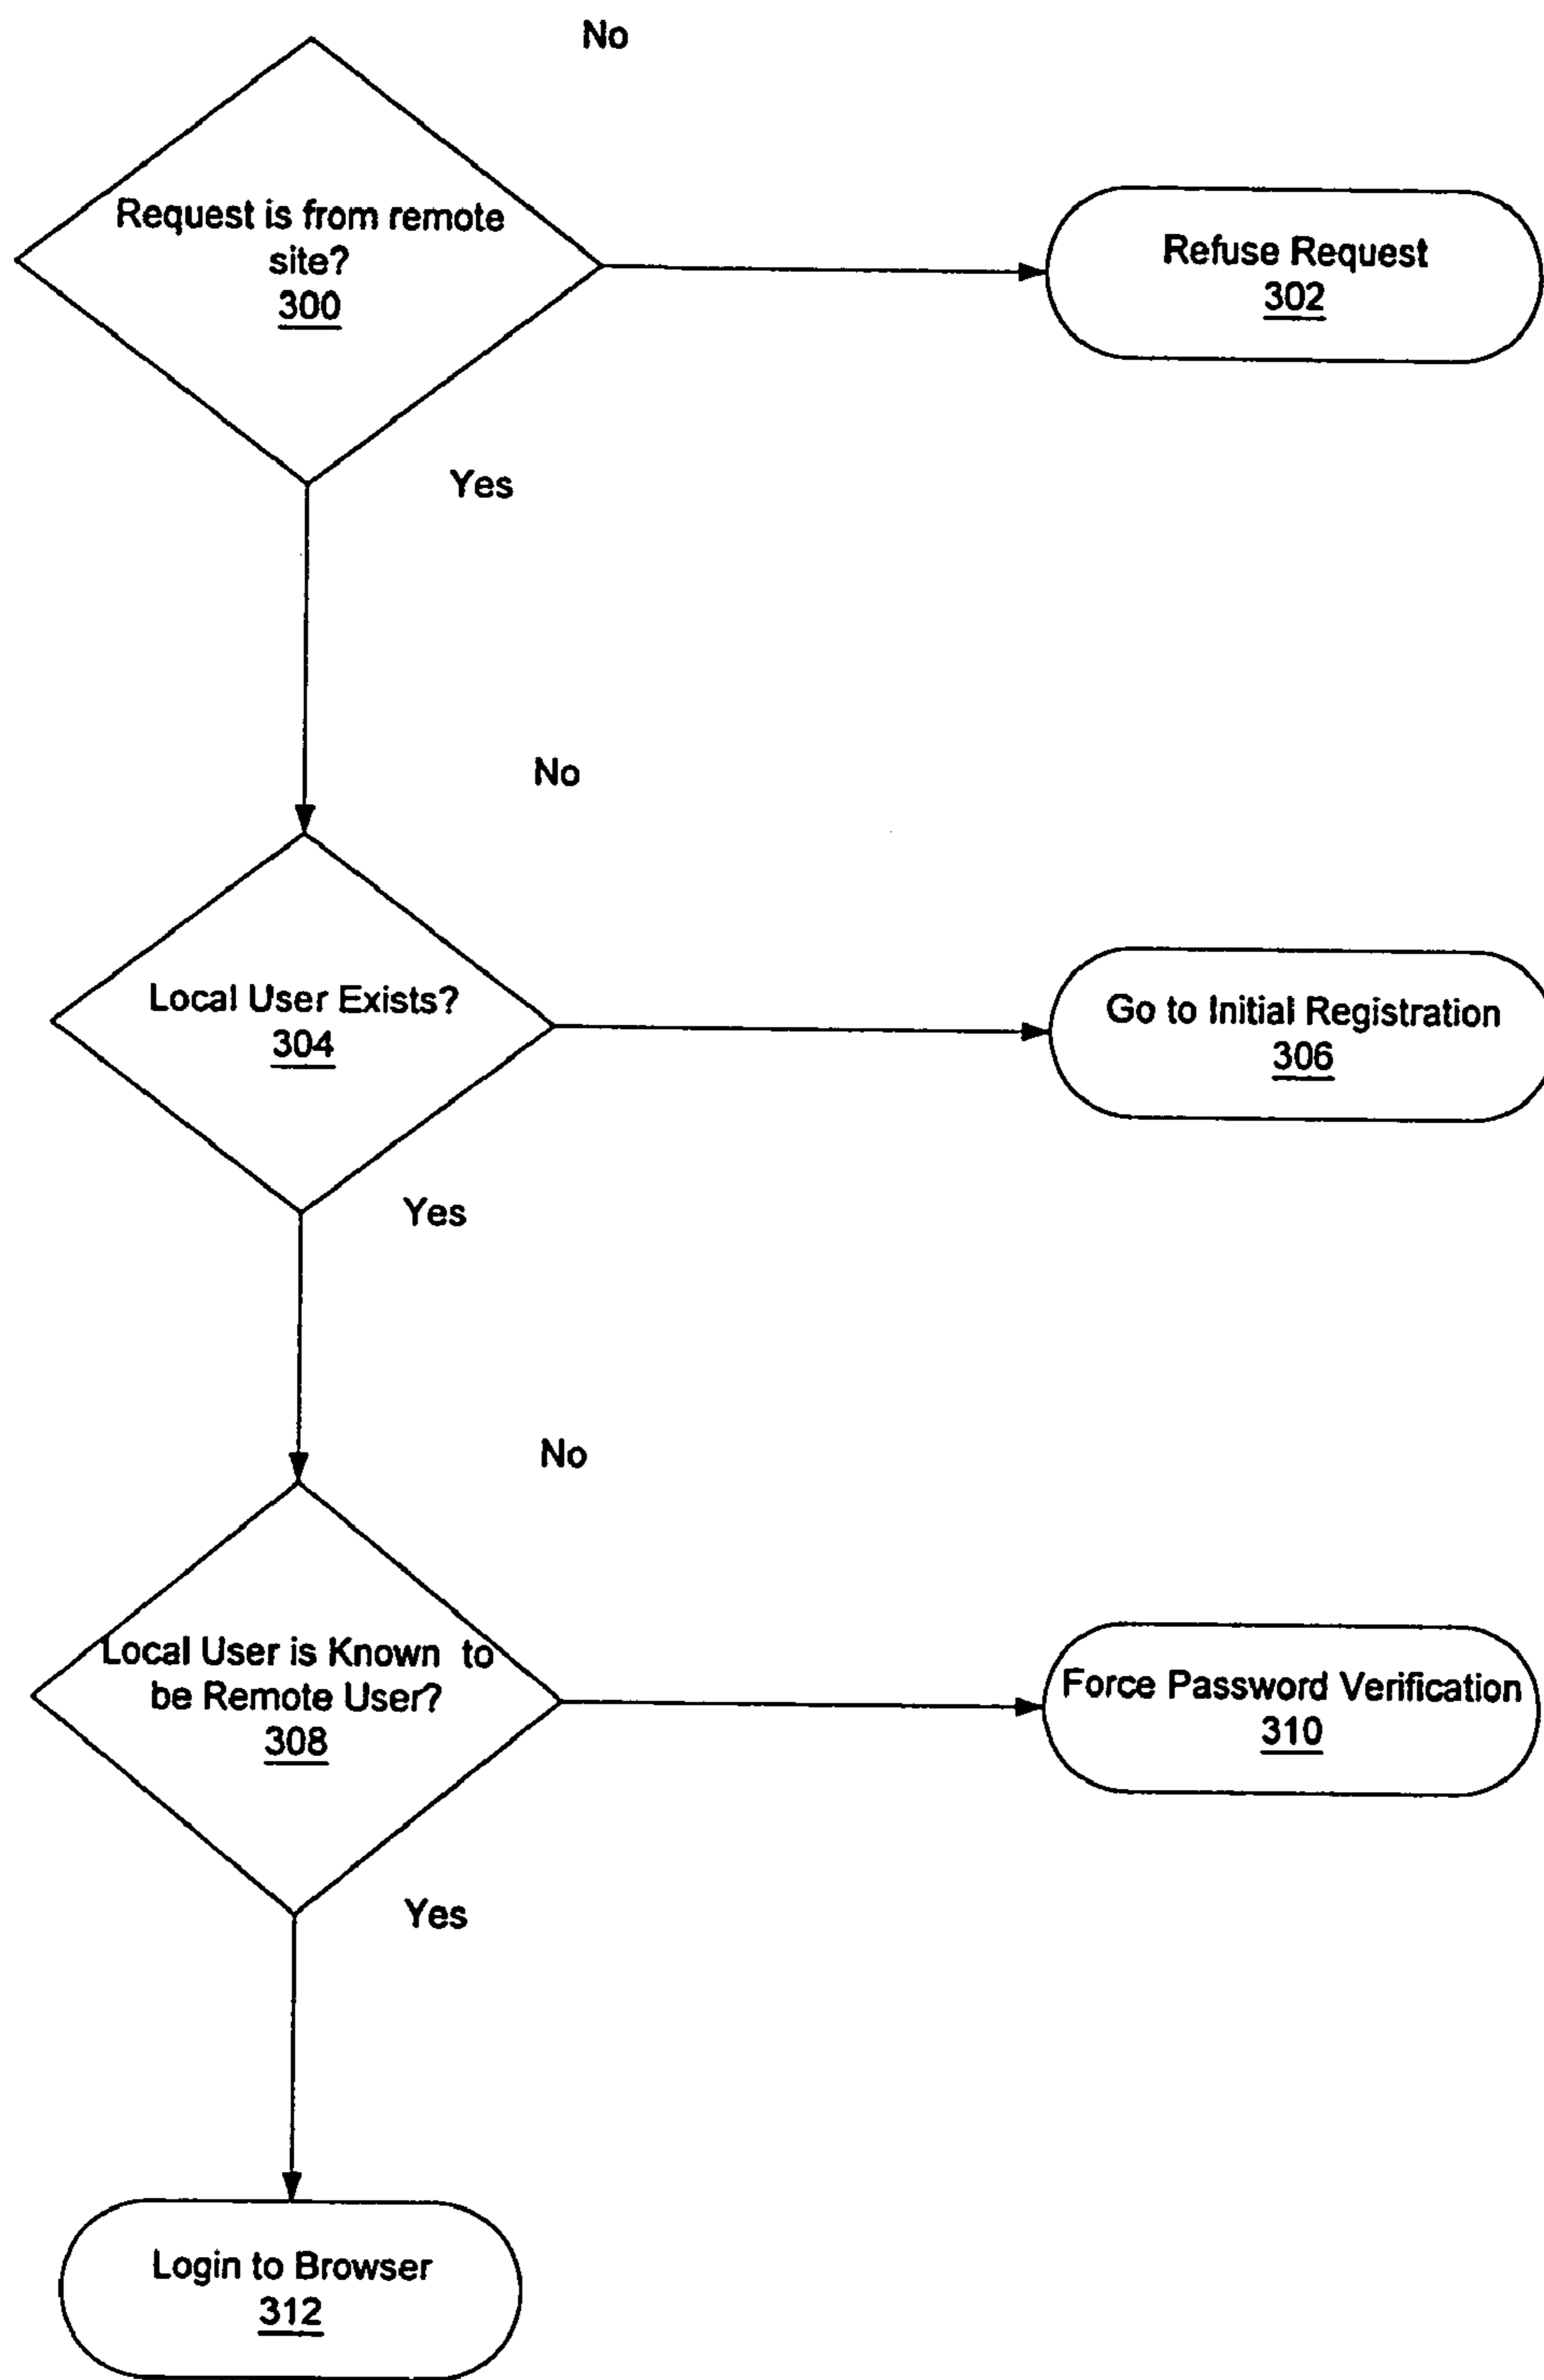 No
Request is from remote
site?
300
Refuse Request
302
Yes
No
Local User Exists?
304
Go to Initial Registration
306
Yes
No
Local User is Known to
be Remote User?
308
Force Password Verification
310
Yes
Login to Browser
312